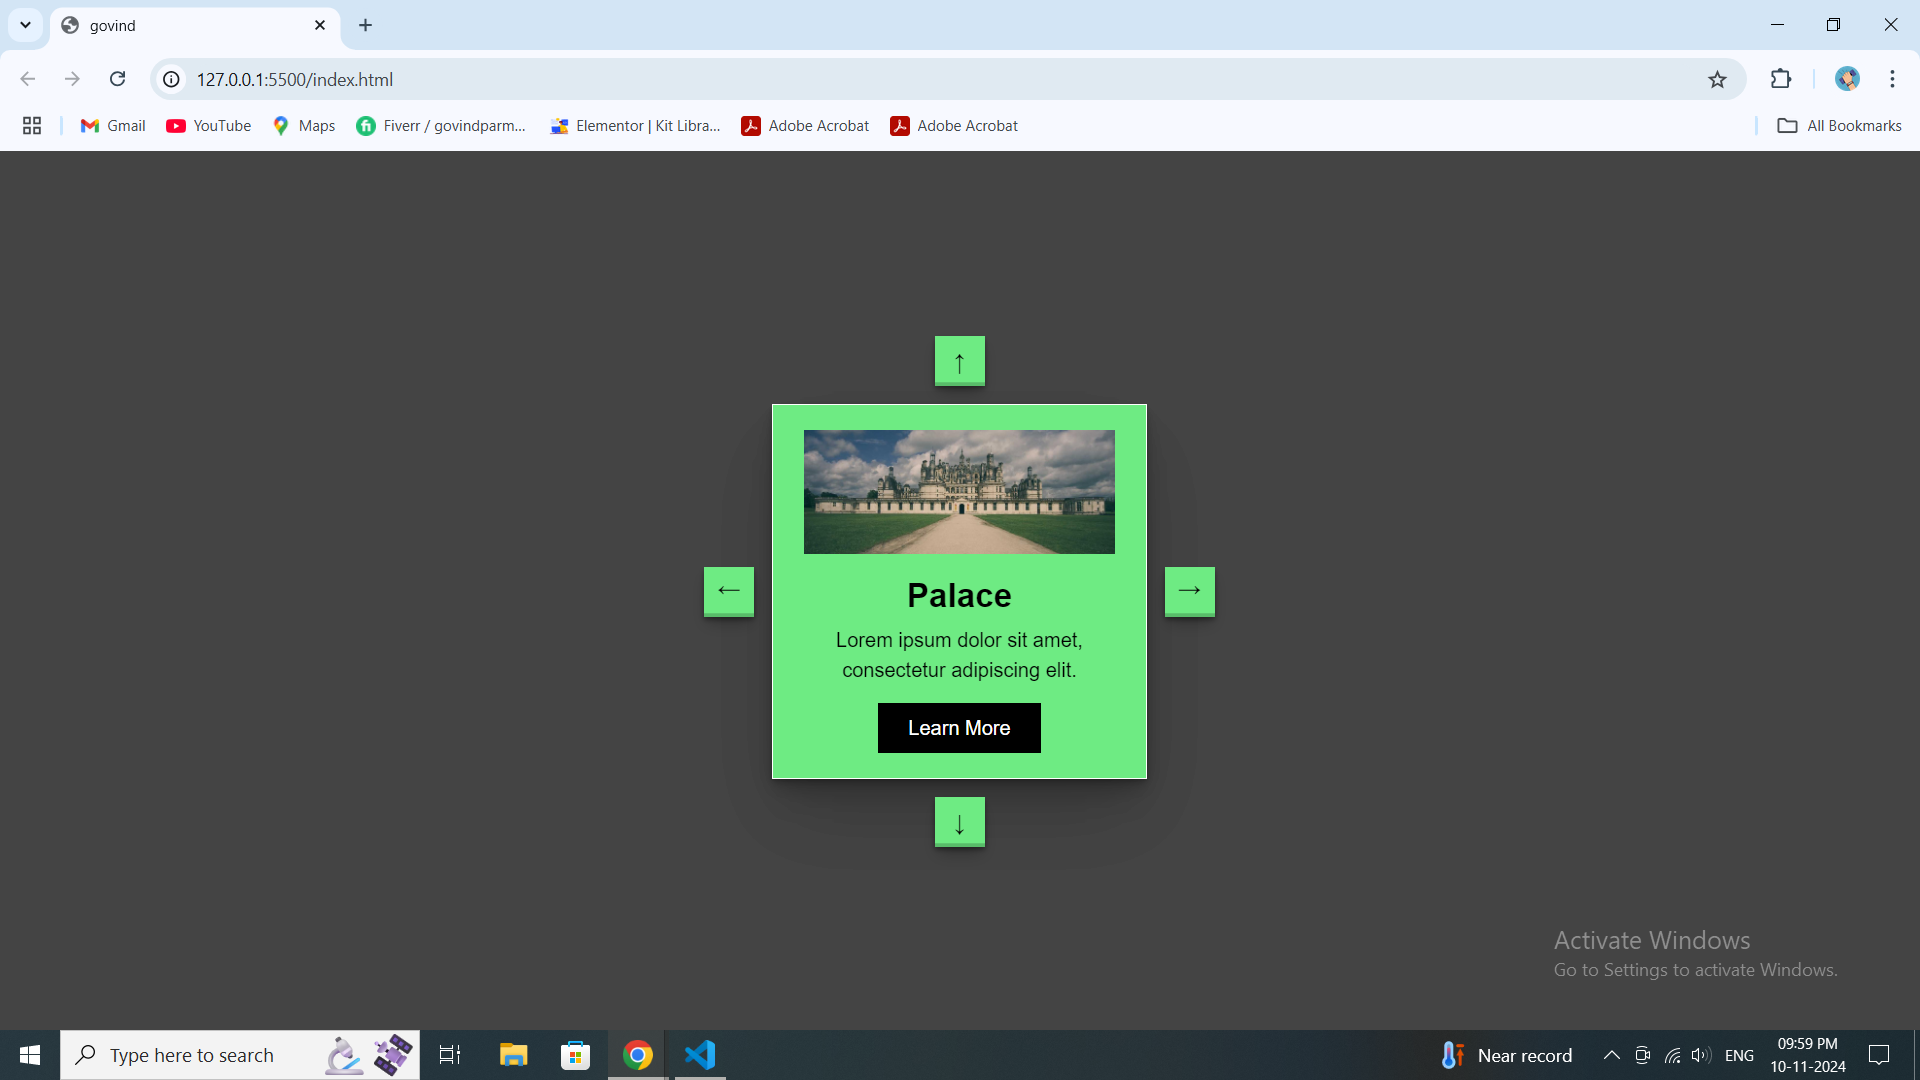 govind
127.0.0.1:5500/index.html
Gmail
YouTube
Maps
Fiverr / govindparm...
Elementor | Kit Libra...
Adobe Acrobat
Adobe Acrobat
All Bookmarks
↑
←
→
Palace
Lorem ipsum dolor sit amet,
consectetur adipiscing elit.
Learn More
↓
Activate Windows
Go to Settings to activate Windows.
Type here to search
Near record
ENG
09:59 PM
10-11-2024